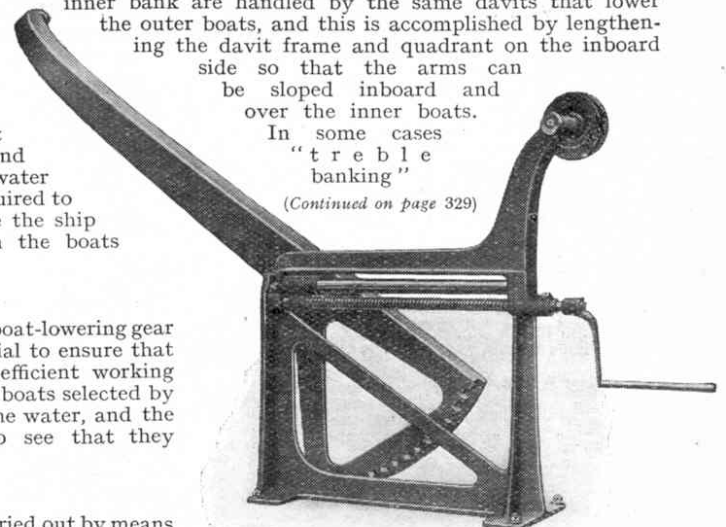 inner bank are handled by the same davits that lower
the outer boats, and this is accomplished by lengthen-
ing the davit frame and quadrant on the inboard
side so that the arms can
be sloped inboard and
over the inner boats.
In some cases
"treble
banking"
(Continued on page 329)
nd
water
uired to
the ship
the boats
boat-lowering gear
ial to ensure that
efficient working
boats selected by
ne water, and the
o see that they
ried out by means